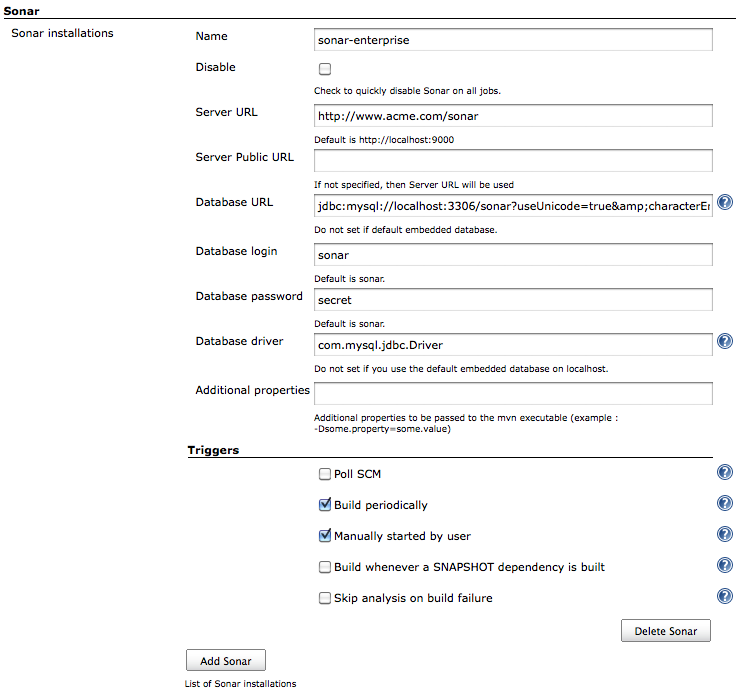 Sonar
Sonar installations
Name
sonar-enterprise
Disable
Check to quickly disable Sonar on all jobs.
Server URL
http://www.acme.com/sonar
Default is http://localhost:9000
Server Public URL
If not specified, then Server URL will be used
Database URL
jdbc:mysql://localhost:3306/sonar?useUnicode=true&amp;characterEn
Do not set if default embedded database.
Database login
sonar
Default is sonar.
Database password
secret
Default is sonar.
Database driver
com.mysql.jdbc.Driver
Do not set if you use the default embedded database on localhost.
Additional properties
Additional properties to be passed to the mvn executable (example :
-Dsome.property=some.value)
Triggers
Poll SCM
Build periodically
Manually started by user
Build whenever a SNAPSHOT dependency is built
Skip analysis on build failure
Delete Sonar
Add Sonar
List of Sonar installations